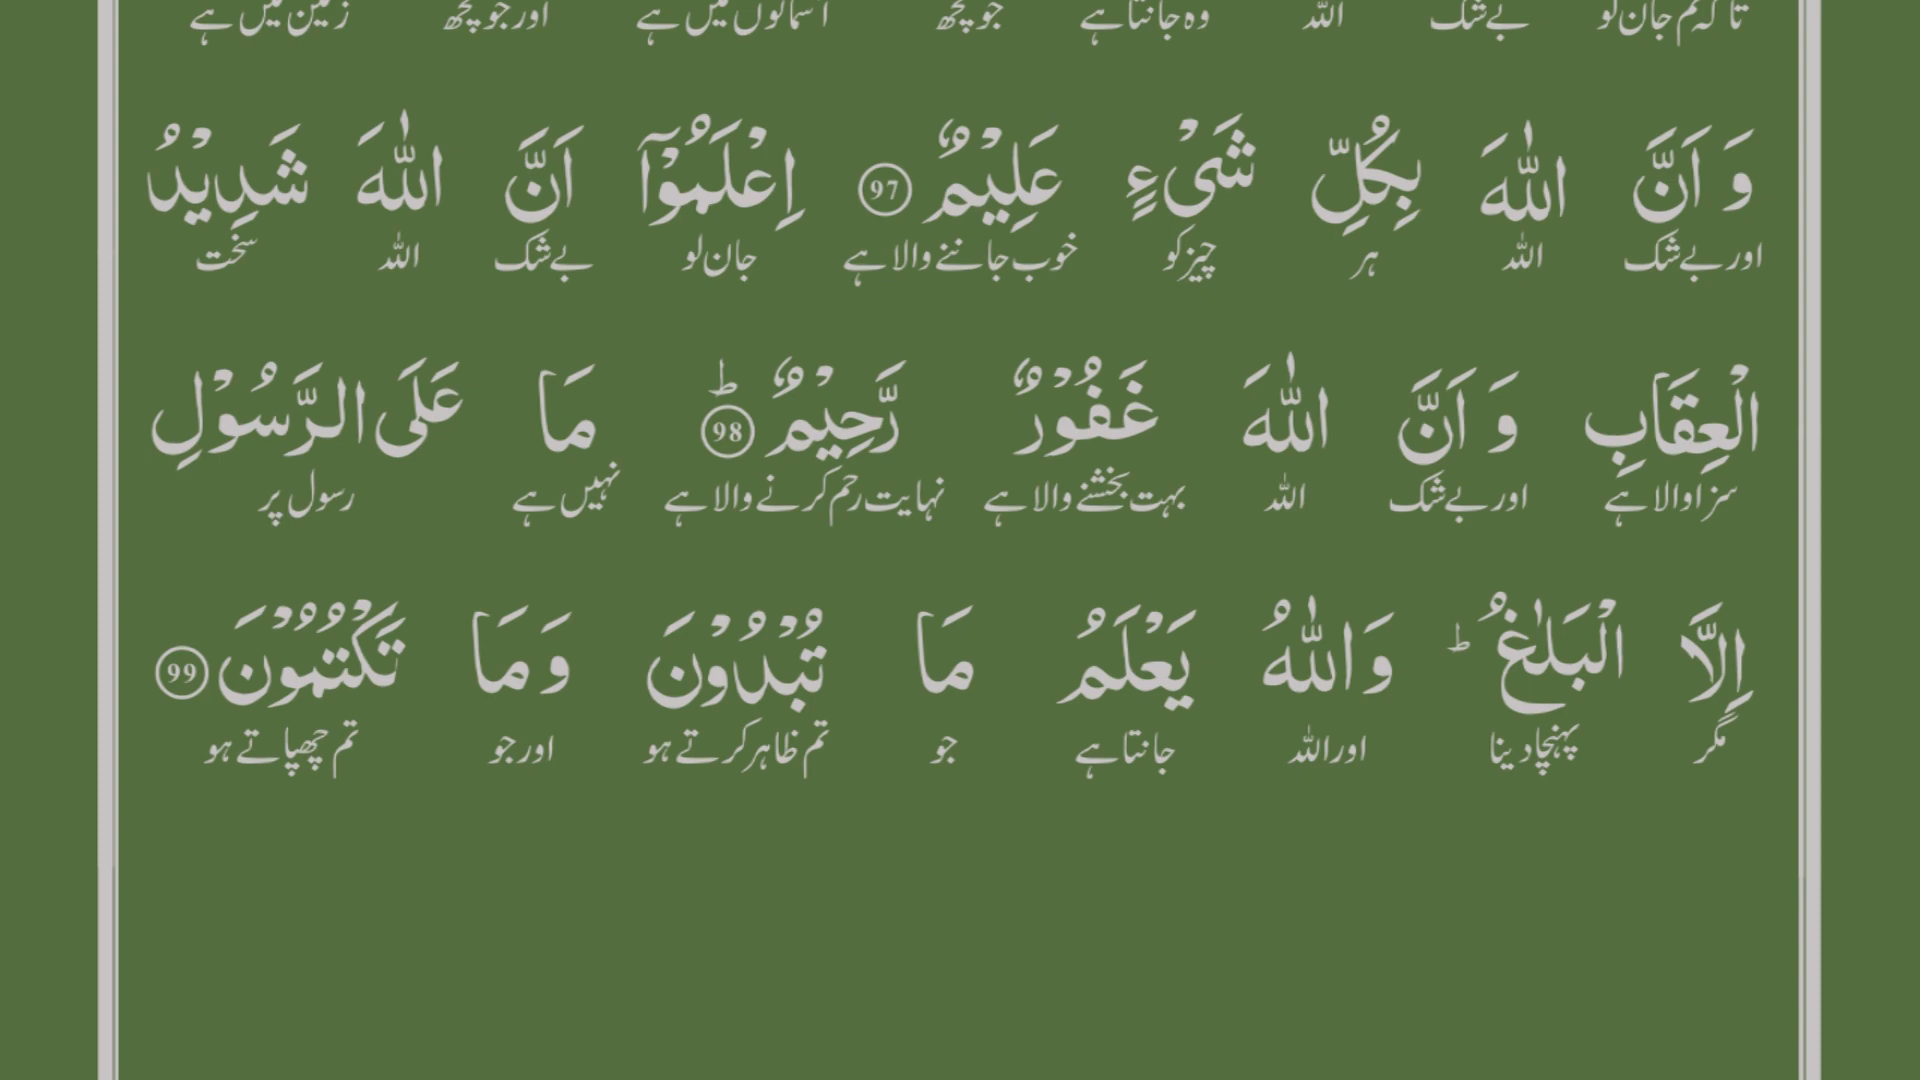 تاکہ تم جان لو بے شک اللہ وہ جانتا ہے جو کچھ آسمانوں میں ہے اور جو کچھ زمین میں ہے
وَ اَنَّ اللّٰهَ بِكُلِّ شَیْءٍ عَلِیْمٌ ﴿97﴾ اِعْلَمُوْۤا اَنَّ اللّٰهَ شَدِیْدُ
اور بے شک اللہ ہر چیز کو خوب جاننے والا ہے جان لو بے شک اللہ سخت
الْعِقَابِ وَ اَنَّ اللّٰهَ غَفُوْرٌ رَّحِیْمٌ ﴿98﴾ؕ مَا عَلَى الرَّسُوْلِ
سزا والا ہے اور بے شک اللہ بہت بخشنے والا ہے نہایت رحم کرنے والا ہے نہیں ہے رسول پر
اِلَّا الْبَلٰغُ ؕ وَاللّٰهُ یَعْلَمُ مَا تُبْدُوْنَ وَ مَا تَكْتُمُوْنَ ﴿99﴾
مگر پہنچا دینا اور اللہ جانتا ہے جو تم ظاہر کرتے ہو اور جو تم چھپاتے ہو